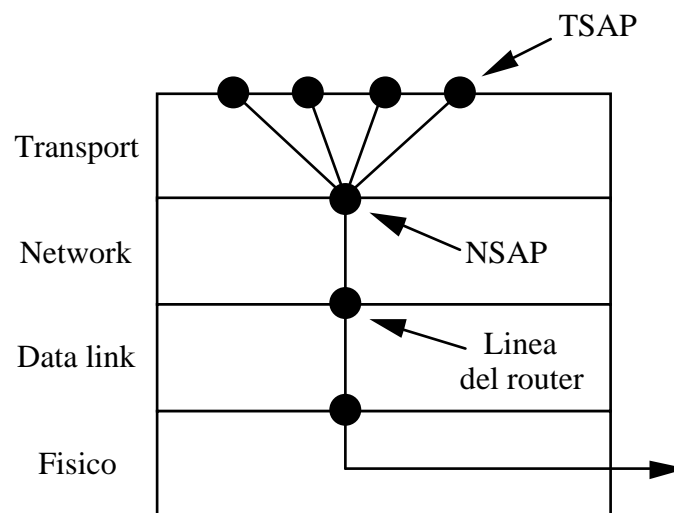 TSAP
Transport
Network
NSAP
Data link
Linea
del router
Fisico